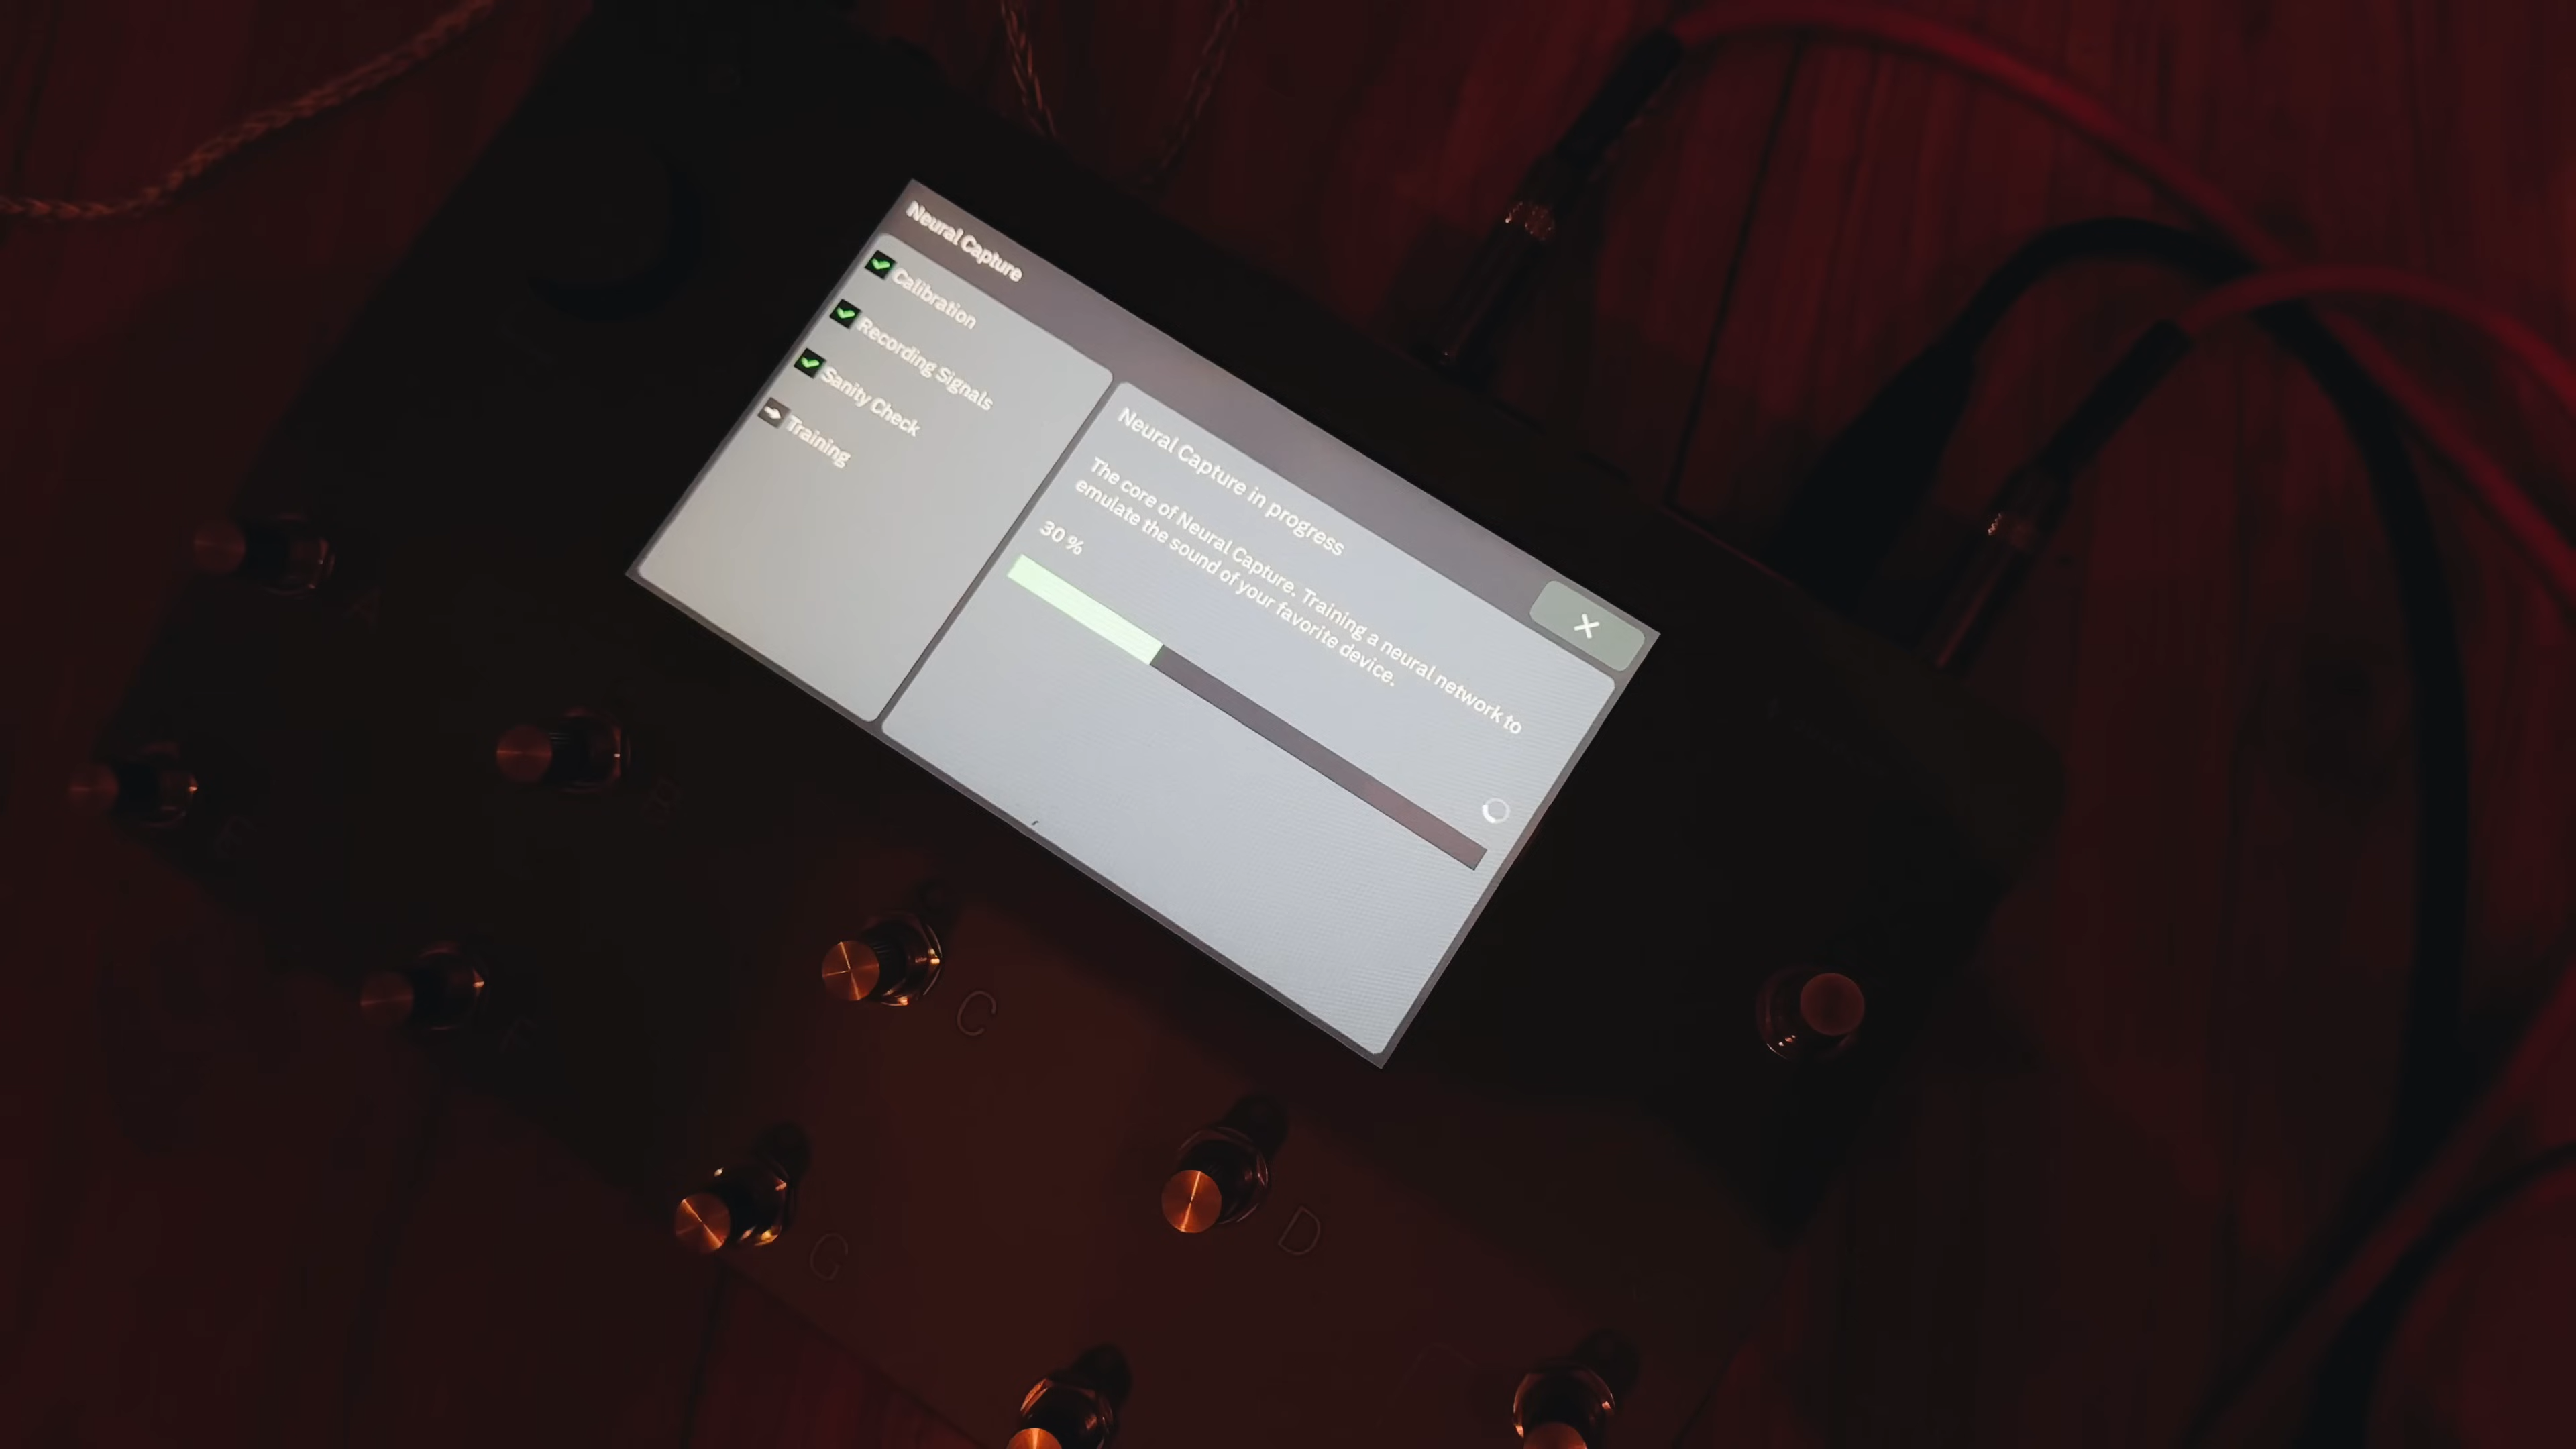 Neural Capture
Calibration
Recording Signals
Sanity Check
Training
Neural Capture in progress
The core of Neural Capture. Training a neural network to
emulate the sound of your favorite device.
30 %
A
B
C
D
E
F
G